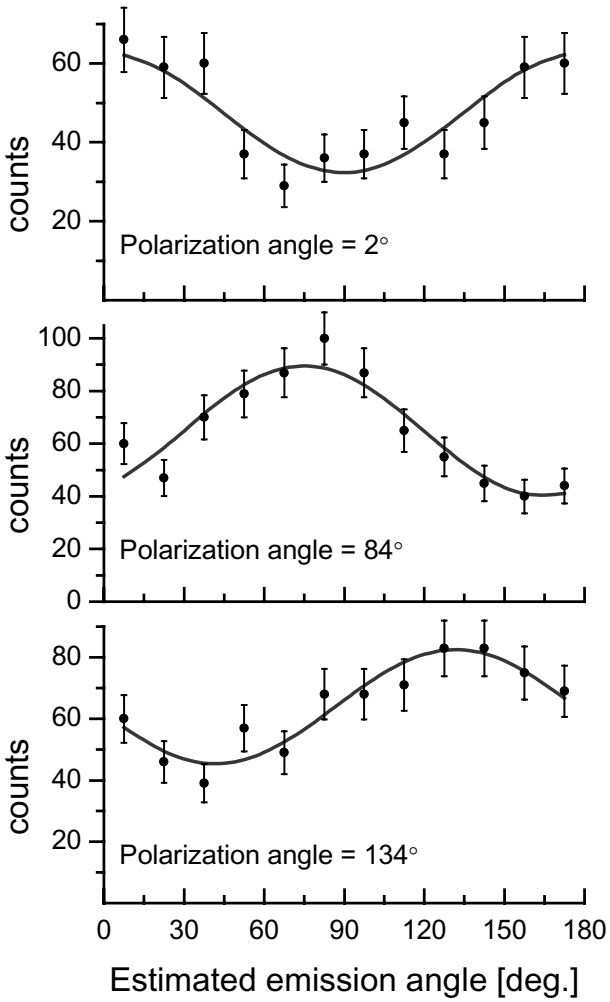 counts
60
40
20
Polarization angle = 2°
counts
100
80
60
40
20
0
Polarization angle = 84°
counts
80
60
40
20
Polarization angle = 134°
0 30 60 90 120 150 180
Estimated emission angle [deg.]